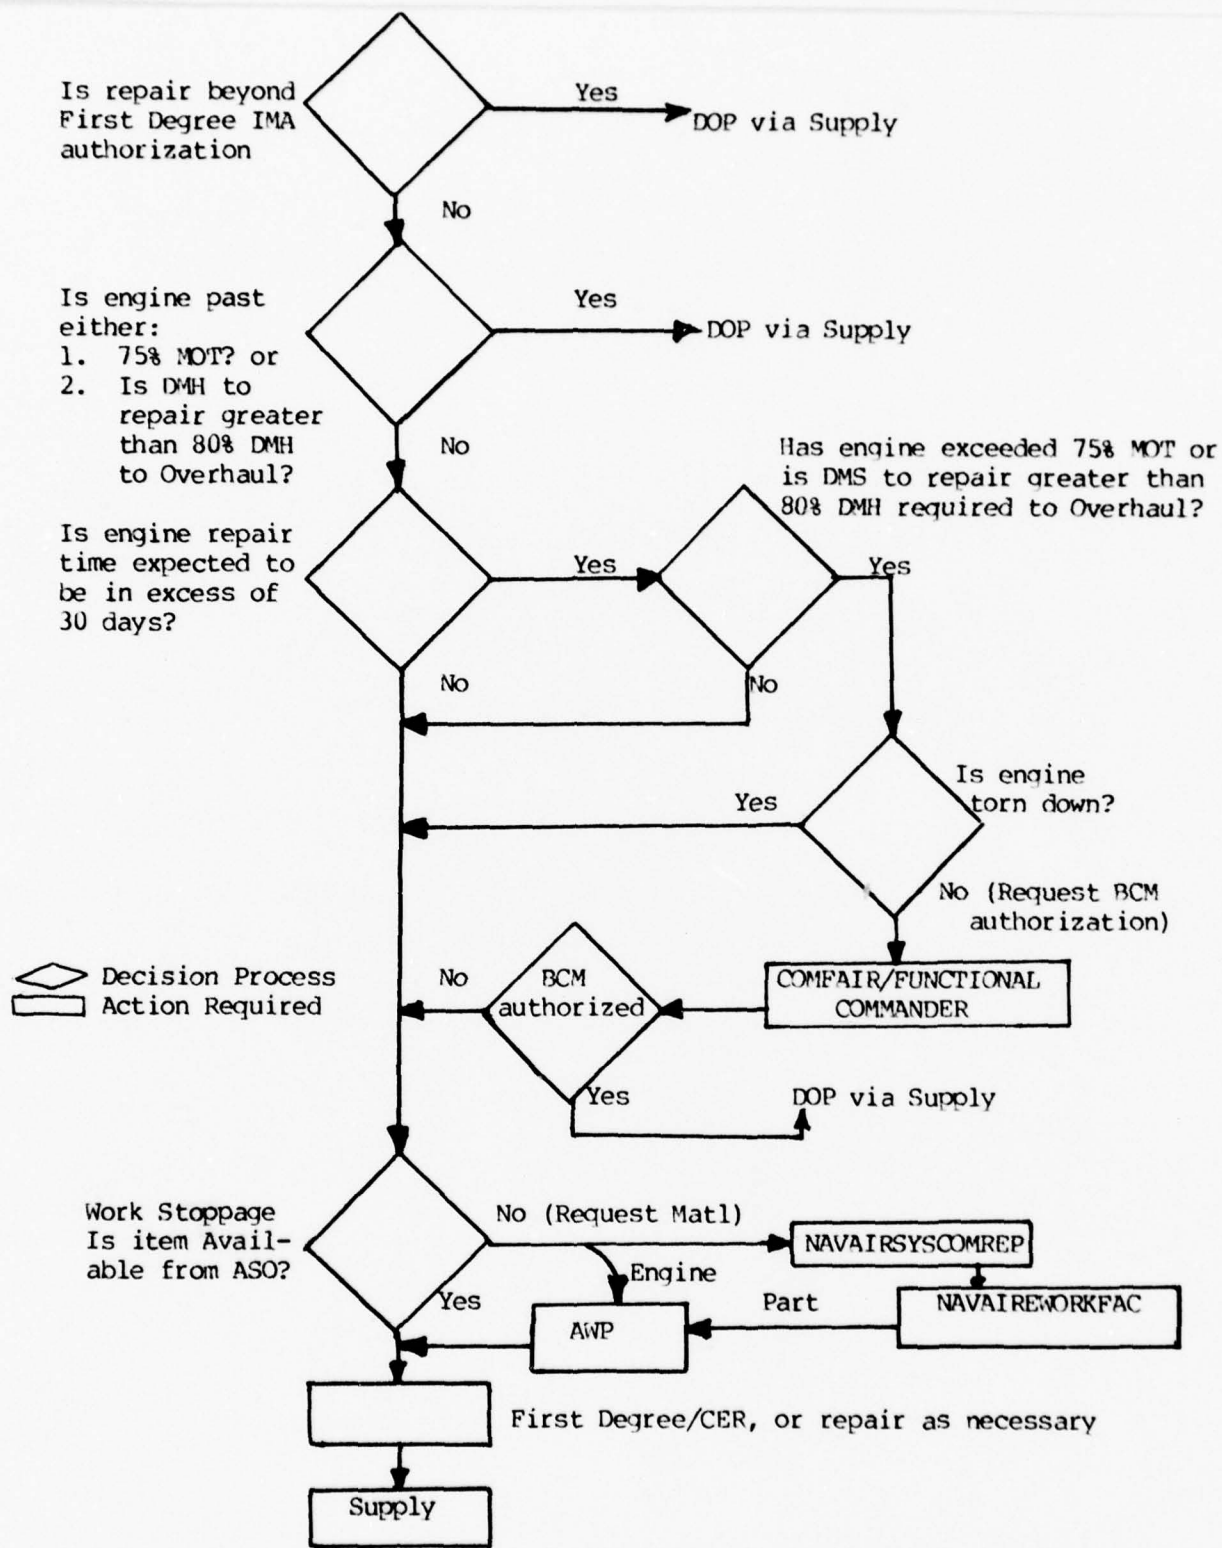 Is repair beyond
First Degree IMA
authorization
Yes
DOP via Supply
No
Is engine past
either:
1. 75% MOT? or
2. Is DMH to
repair greater
than 80% DMH
to Overhaul?
Yes
DOP via Supply
No
Has engine exceeded 75% MOT or
is DMS to repair greater than
80% DMH required to Overhaul?
Is engine repair
time expected to
be in excess of
30 days?
Yes
Yes
No
No
Is engine
torn down?
Yes
No (Request BCM
authorization)
Decision Process
Action Required
No
BCM
authorized
COMFAIR/FUNCTIONAL
COMMANDER
Yes
DOP via Supply
Work Stoppage
Is item Avail-
able from ASO?
No (Request Matl)
NAVAIRSYSCOMREP
Engine
Yes
Part
NAVAIREWORKFAC
AWP
First Degree/CER, or repair as necessary
Supply